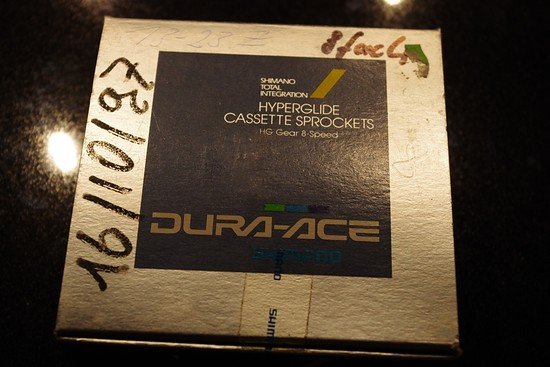 8fach
SHIMANO
TOTAL
INTEGRATION
HYPERGLIDE
CASSETTE SPROCKETS
HG Gear 8-Speed
DURA-ACE
SHIMANO
16/10/97